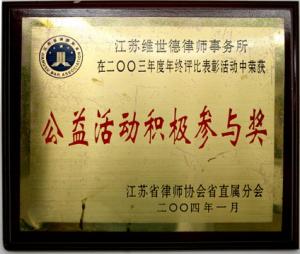 江苏维世德律师事务所
在二〇〇三年度年终评比表彰活动中荣获
公益活动积极参与奖
江苏省律师协会省直属分会
二〇〇四年一月